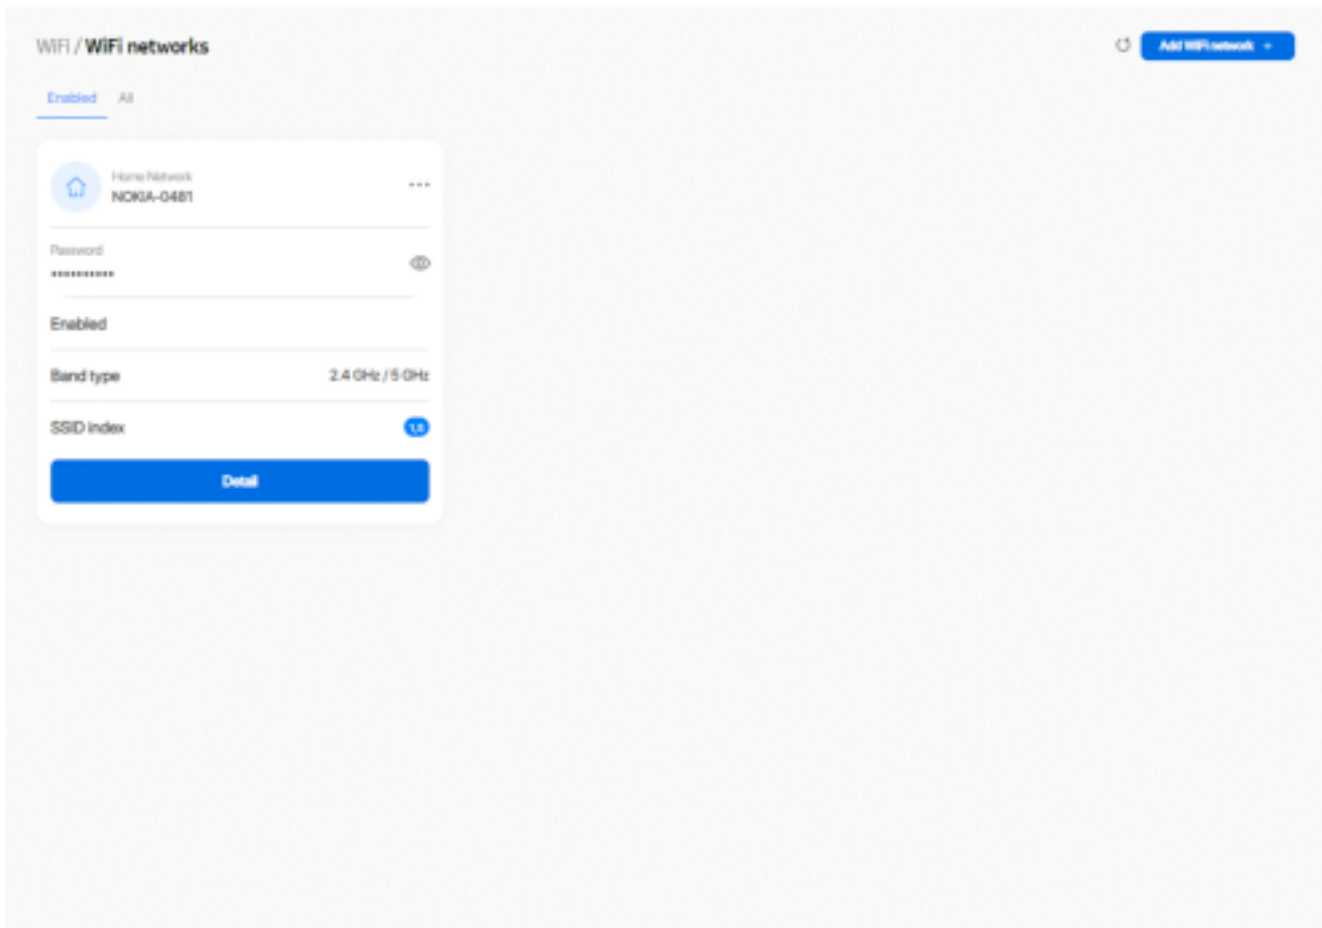 WiFi / WiFi networks
Add WiFi network +
Enabled All
Home Network
NOKIA-0481
Password
••••••••••
Enabled
Band type 2.4 GHz / 5 GHz
SSID index
Detail